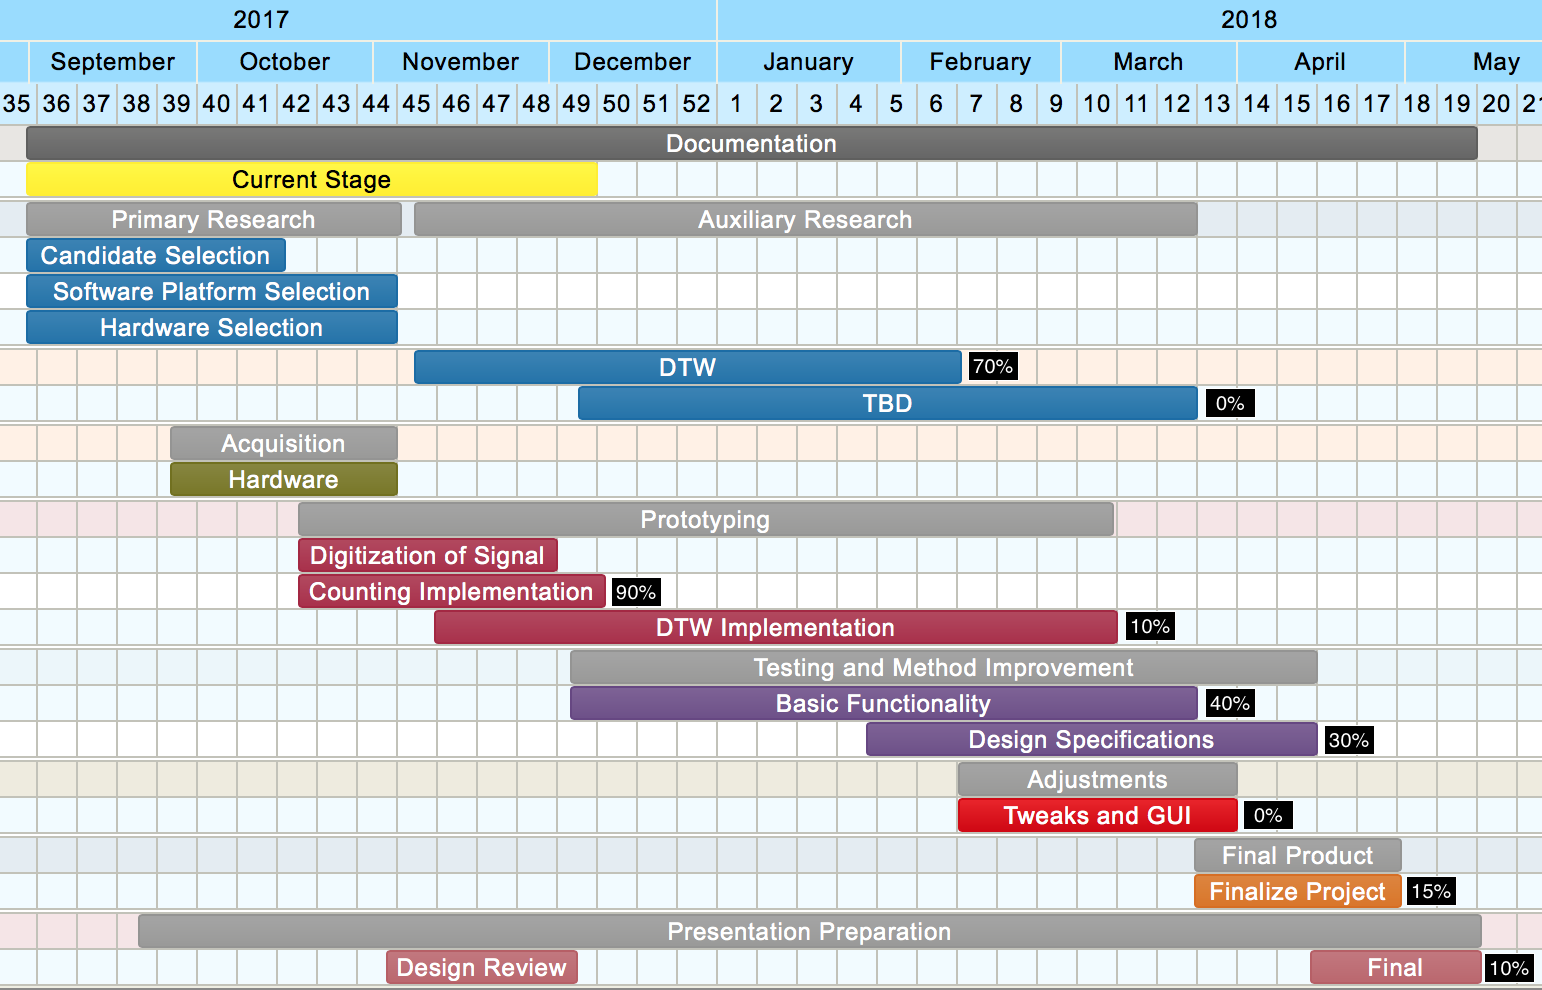 2017 2018
September October November December January February March April May
35 36 37 38 39 40 41 42 43 44 45 46 47 48 49 50 51 52 1 2 3 4 5 6 7 8 9 10 11 12 13 14 15 16 17 18 19 20
Documentation
Current Stage
Primary Research Auxiliary Research
Candidate Selection
Software Platform Selection
Hardware Selection
DTW 70%
TBD 0%
Acquisition
Hardware
Prototyping
Digitization of Signal
Counting Implementation 90%
DTW Implementation 10%
Testing and Method Improvement
Basic Functionality 40%
Design Specifications 30%
Adjustments
Tweaks and GUI 0%
Final Product
Finalize Project 15%
Presentation Preparation
Design Review Final 10%